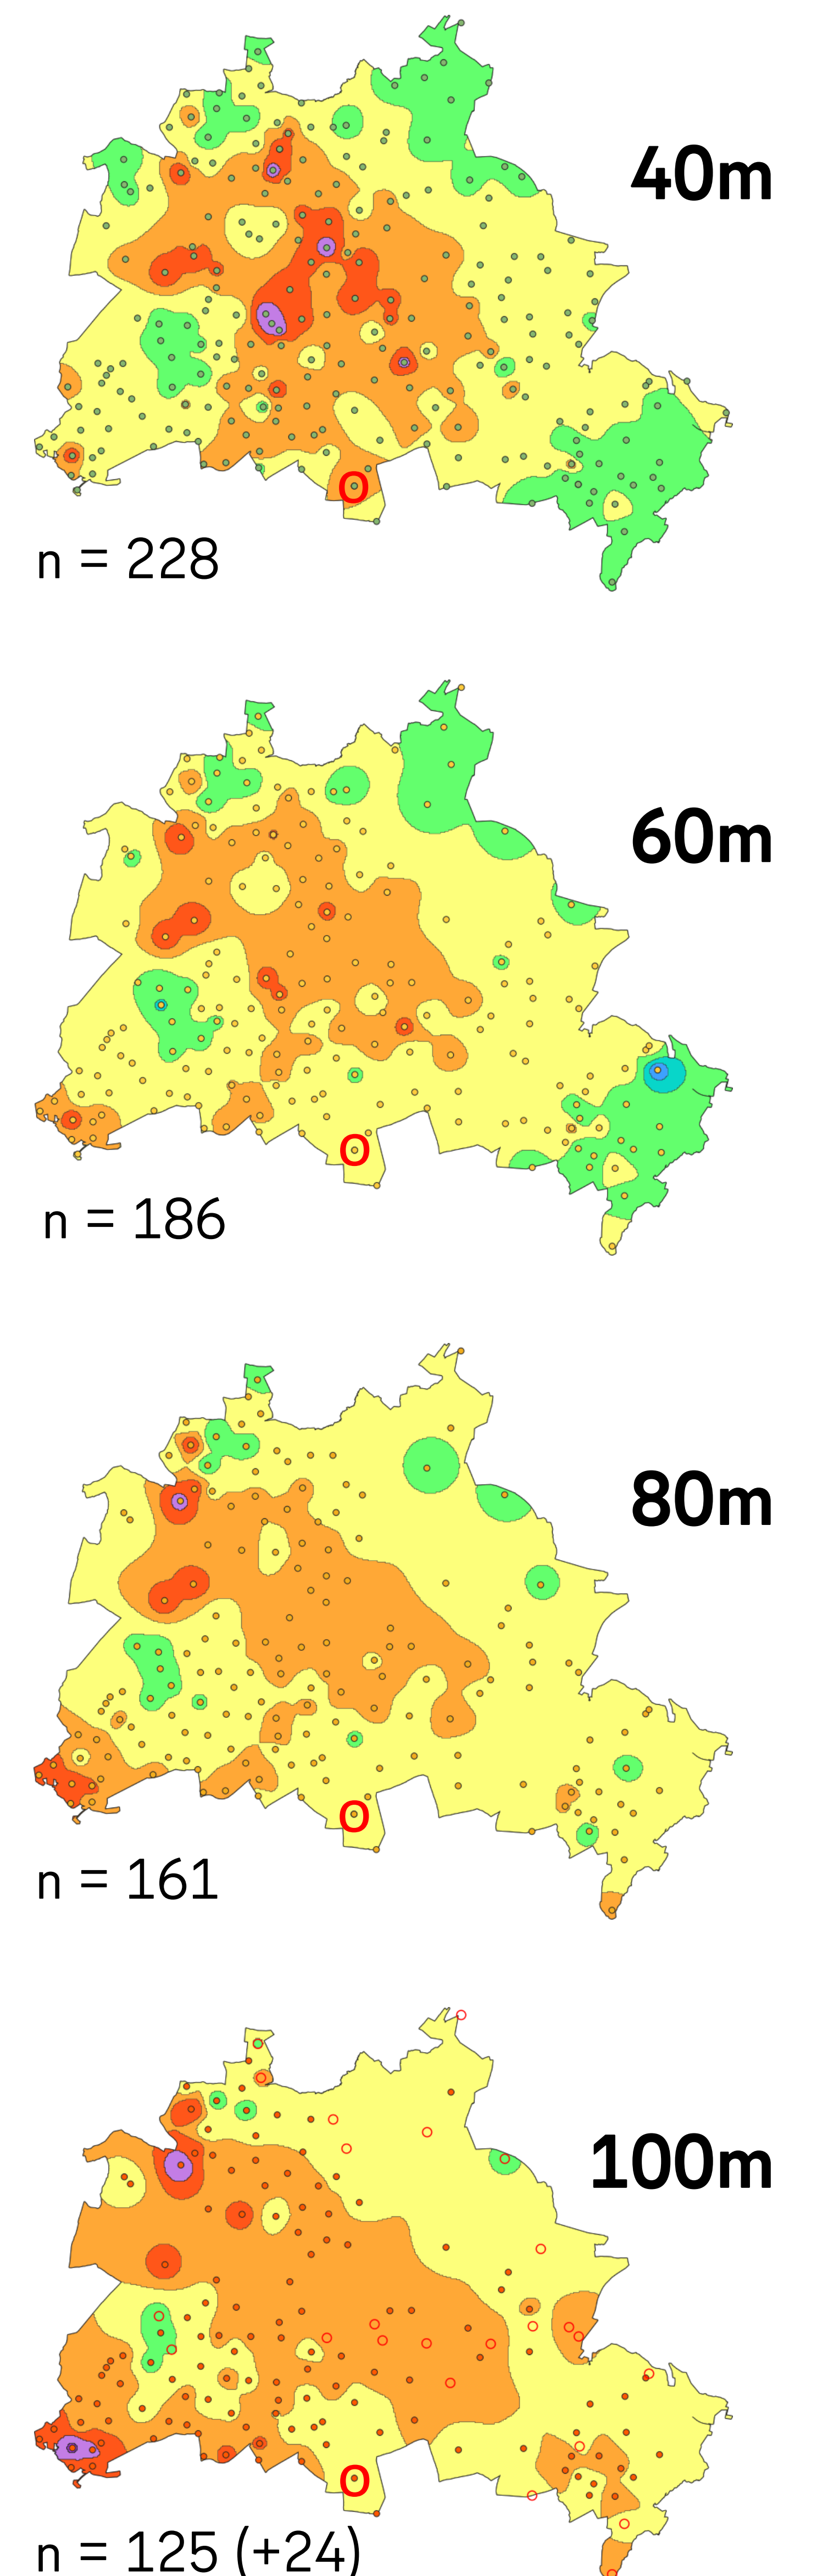 40m
n = 228
60m
n = 186
80m
n = 161
100m
n = 125 (+24)